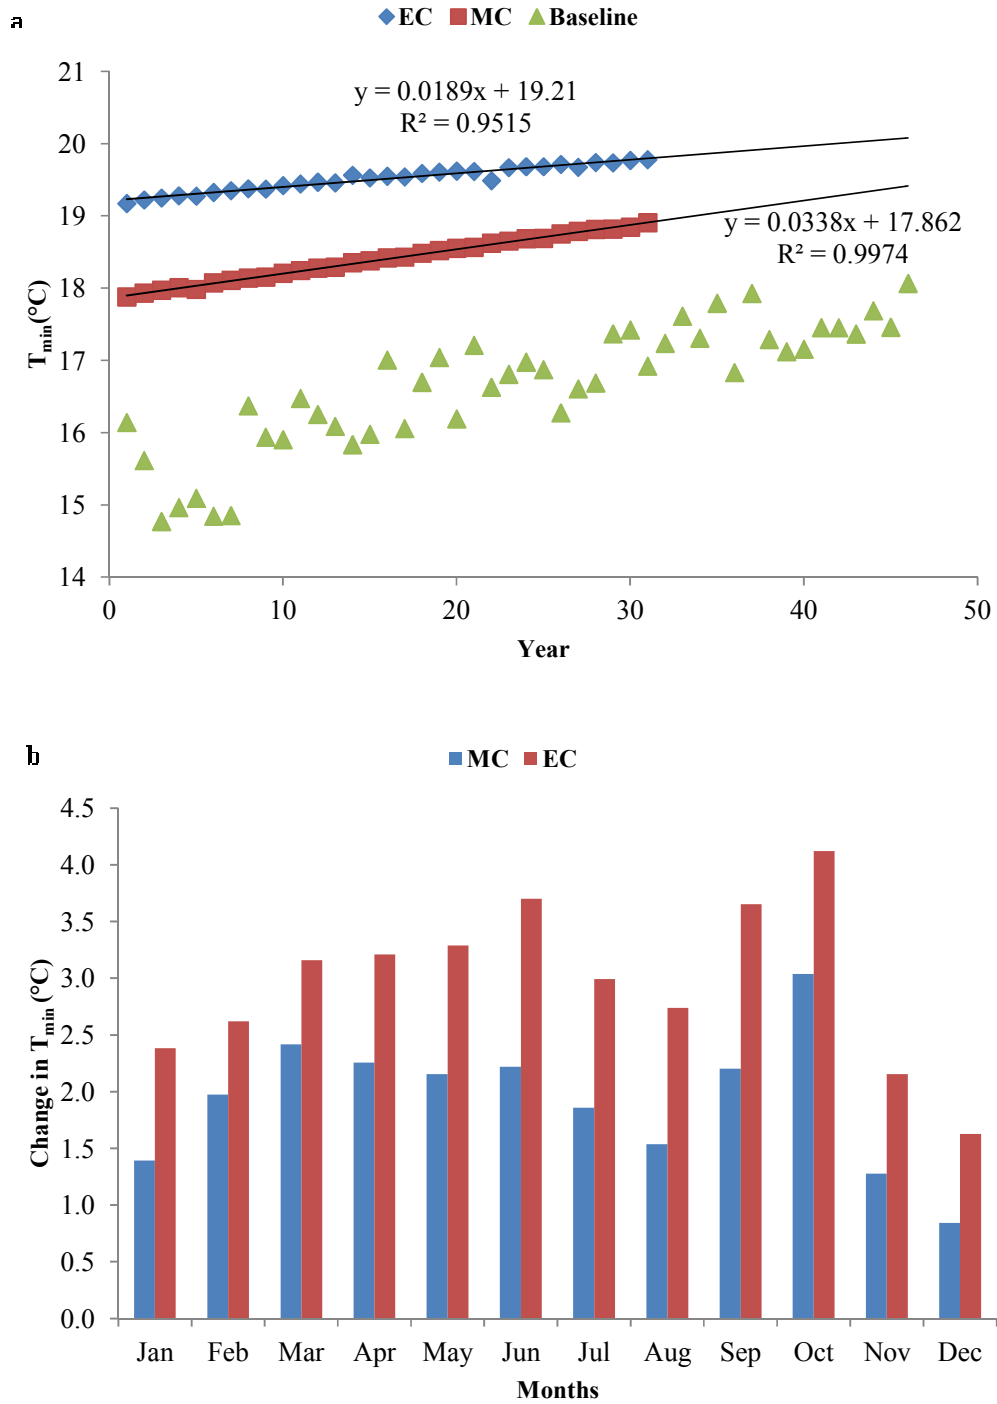 a
EC MC Baseline
21
20
19
18
17
16
15
14
Tmin(°C)
y = 0.0189x + 19.21
R² = 0.9515
y = 0.0338x + 17.862
R² = 0.9974
0 10 20 30 40 50
Year
b
MC EC
4.5
4.0
3.5
3.0
2.5
2.0
1.5
1.0
0.5
0.0
Change in Tmin (°C)
Jan Feb Mar Apr May Jun Jul Aug Sep Oct Nov Dec
Months